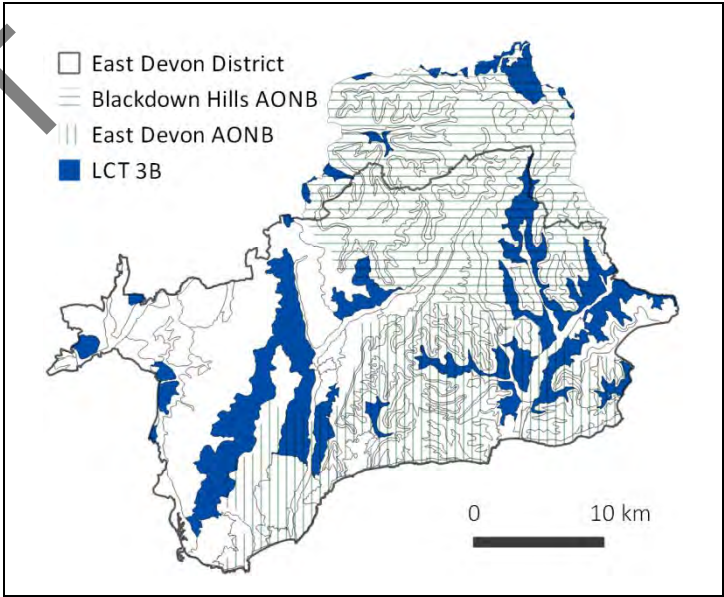 East Devon District
Blackdown Hills AONB
East Devon AONB
LCT 3B
0 10 km